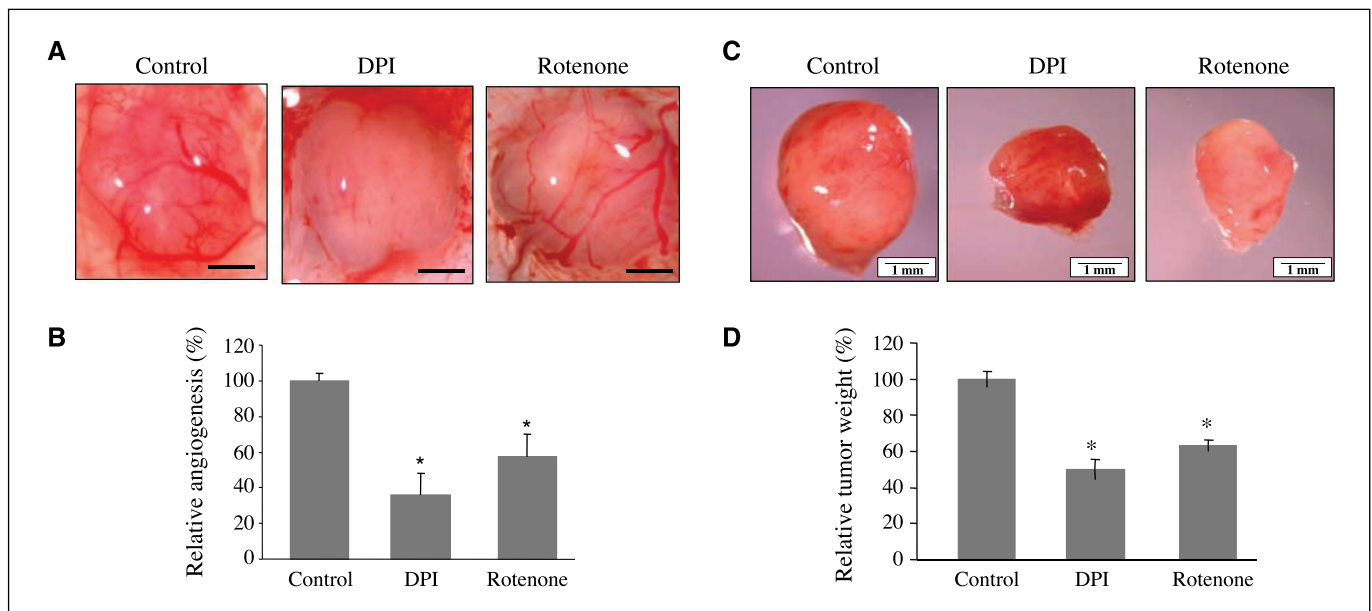 A
Control DPI Rotenone
B
Relative angiogenesis (%)
120
100
80
60
40
20
0
* *
Control DPI Rotenone
C
Control DPI Rotenone
1 mm 1 mm 1 mm
D
Relative tumor weight (%)
120
100
80
60
40
20
0
* *
Control DPI Rotenone